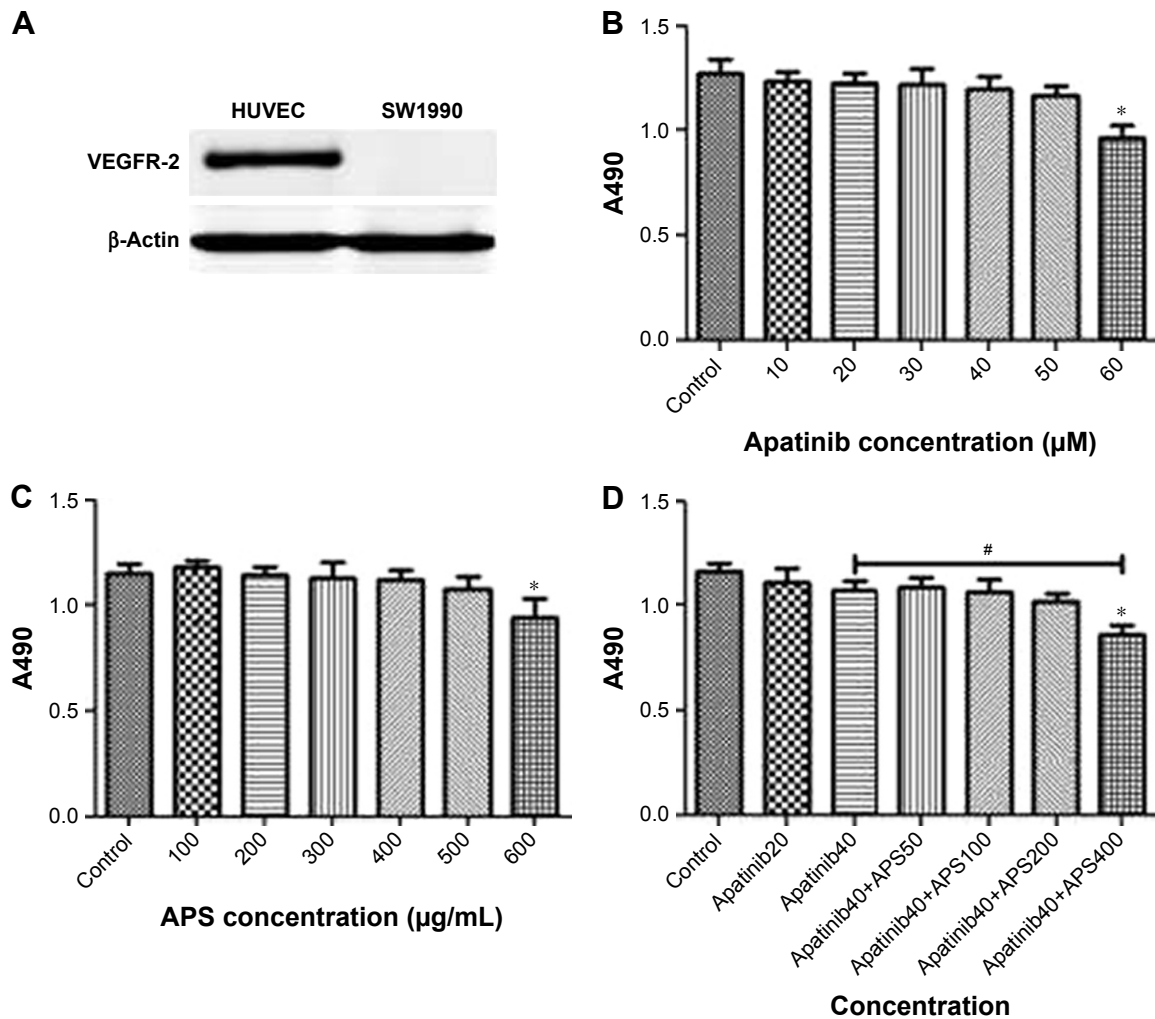 A
HUVEC SW1990
VEGFR-2
β-Actin
B
1.5
1.0
0.5
0.0
A490
*
Control 10 20 30 40 50 60
Apatinib concentration (µM)
C
1.5
1.0
0.5
0.0
A490
*
Control 100 200 300 400 500 600
APS concentration (µg/mL)
D
1.5
1.0
0.5
0.0
A490
#
*
Control Apatinib20 Apatinib40 Apatinib40+APS50 Apatinib40+APS100 Apatinib40+APS200 Apatinib40+APS400
Concentration